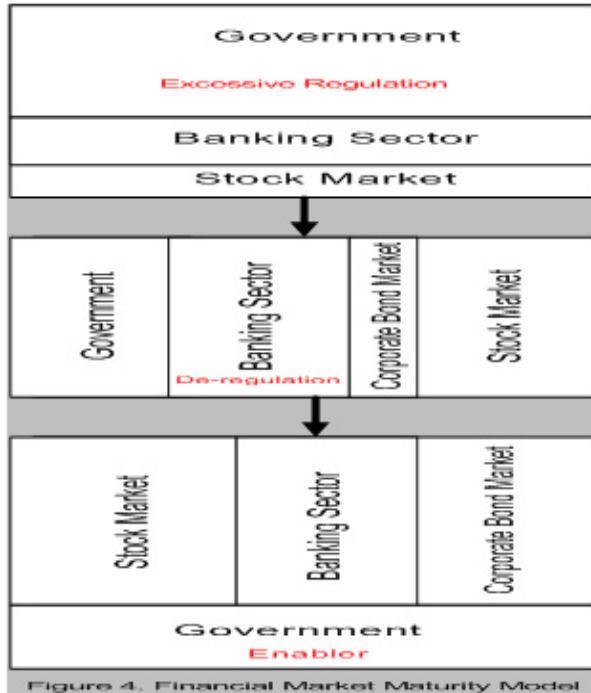 Government
Excessive Regulation
Banking Sector
Stock Market
Government
Banking Sector
De-regulation
Corporate Bond Market
Stock Market
Stock Market
Banking Sector
Corporate Bond Market
Government
Enabler
Figure 4. Financial Market Maturity Model